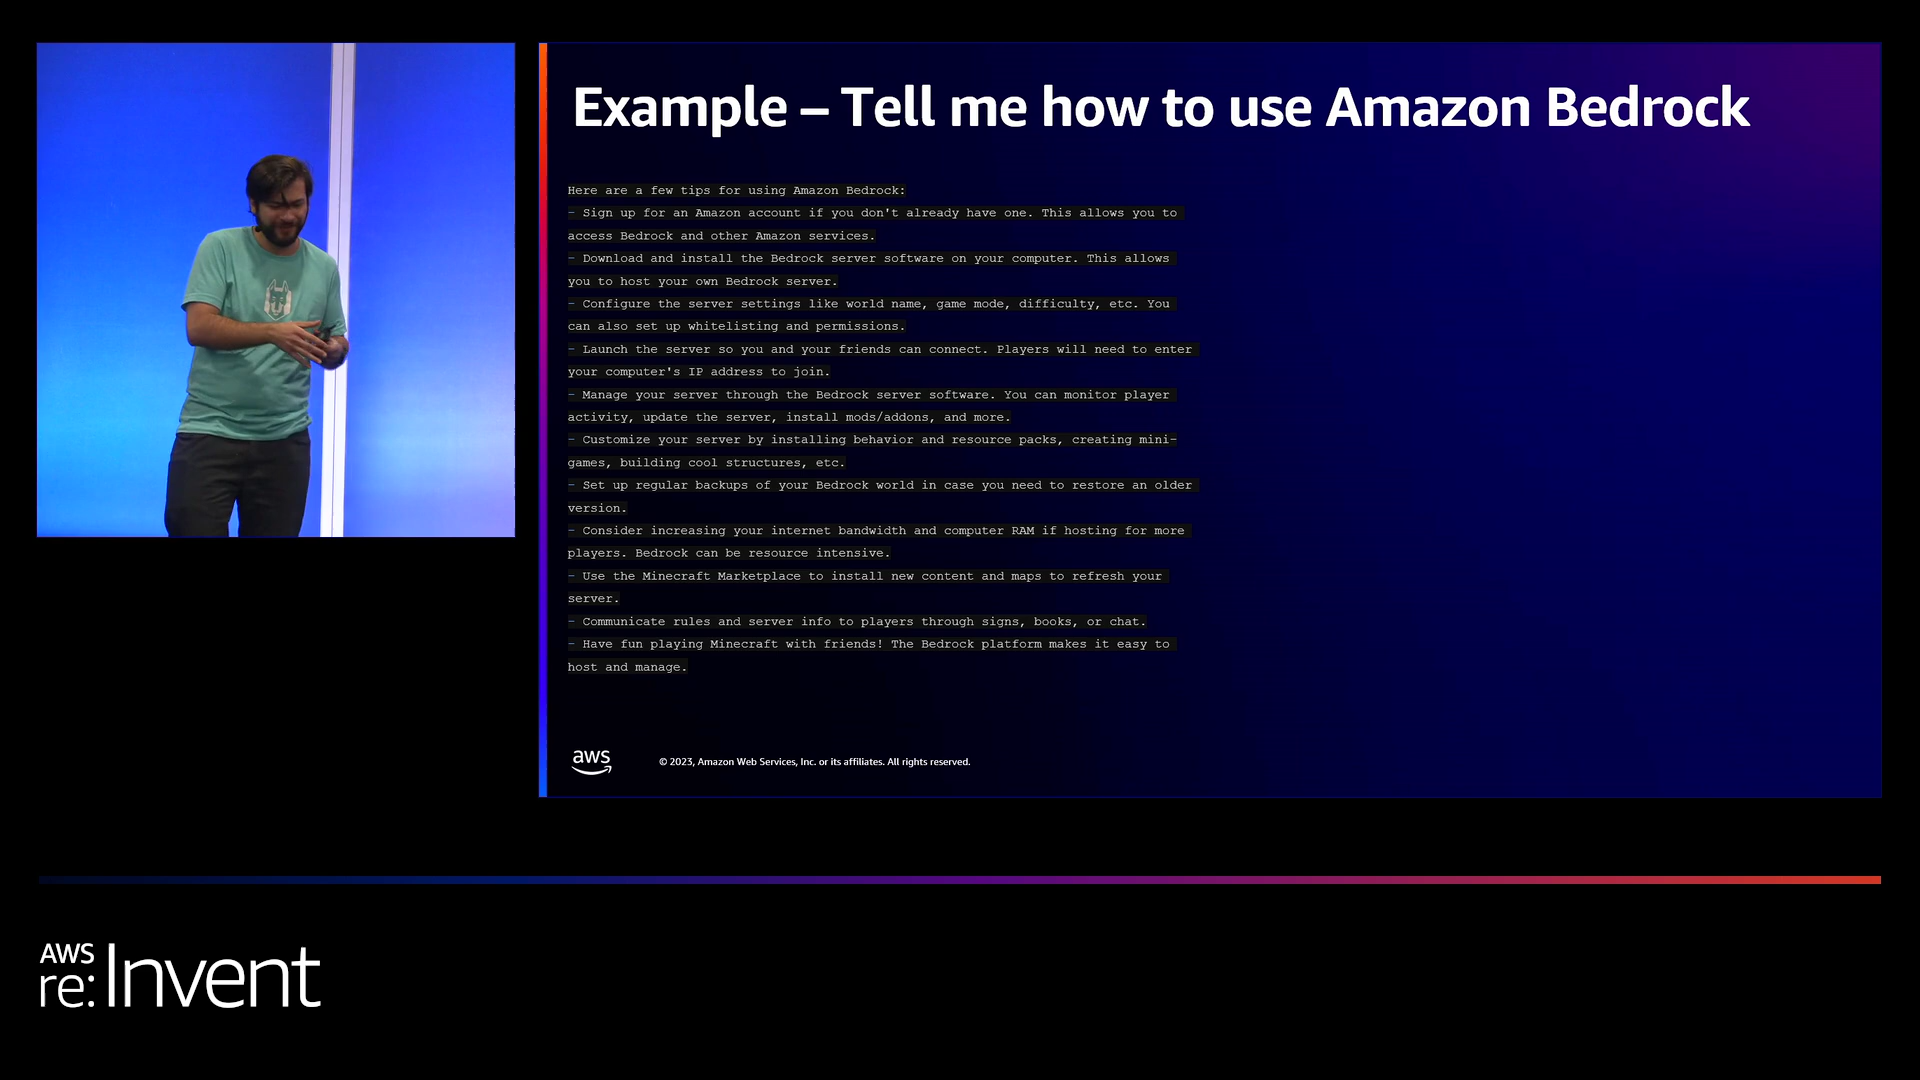 Example – Tell me how to use Amazon Bedrock
Here are a few tips for using Amazon Bedrock:
- Sign up for an Amazon account if you don't already have one. This allows you to
access Bedrock and other Amazon services.
- Download and install the Bedrock server software on your computer. This allows
you to host your own Bedrock server.
- Configure the server settings like world name, game mode, difficulty, etc. You
can also set up whitelisting and permissions.
- Launch the server so you and your friends can connect. Players will need to enter
your computer's IP address to join.
- Manage your server through the Bedrock server software. You can monitor player
activity, update the server, install mods/addons, and more.
- Customize your server by installing behavior and resource packs, creating mini-
games, building cool structures, etc.
- Set up regular backups of your Bedrock world in case you need to restore an older
version.
- Consider increasing your internet bandwidth and computer RAM if hosting for more
players. Bedrock can be resource intensive.
- Use the Minecraft Marketplace to install new content and maps to refresh your
server.
- Communicate rules and server info to players through signs, books, or chat.
- Have fun playing Minecraft with friends! The Bedrock platform makes it easy to
host and manage.
aws
© 2023, Amazon Web Services, Inc. or its affiliates. All rights reserved.
AWS
re:Invent